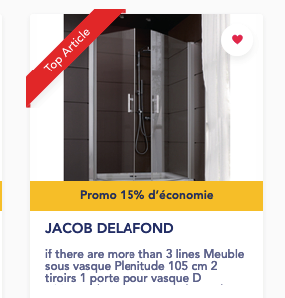 Top Article
Promo 15% d'économie
JACOB DELAFOND
if there are more than 3 lines Meuble
sous vasque Plenitude 105 cm 2
tiroirs 1 porte pour vasque D